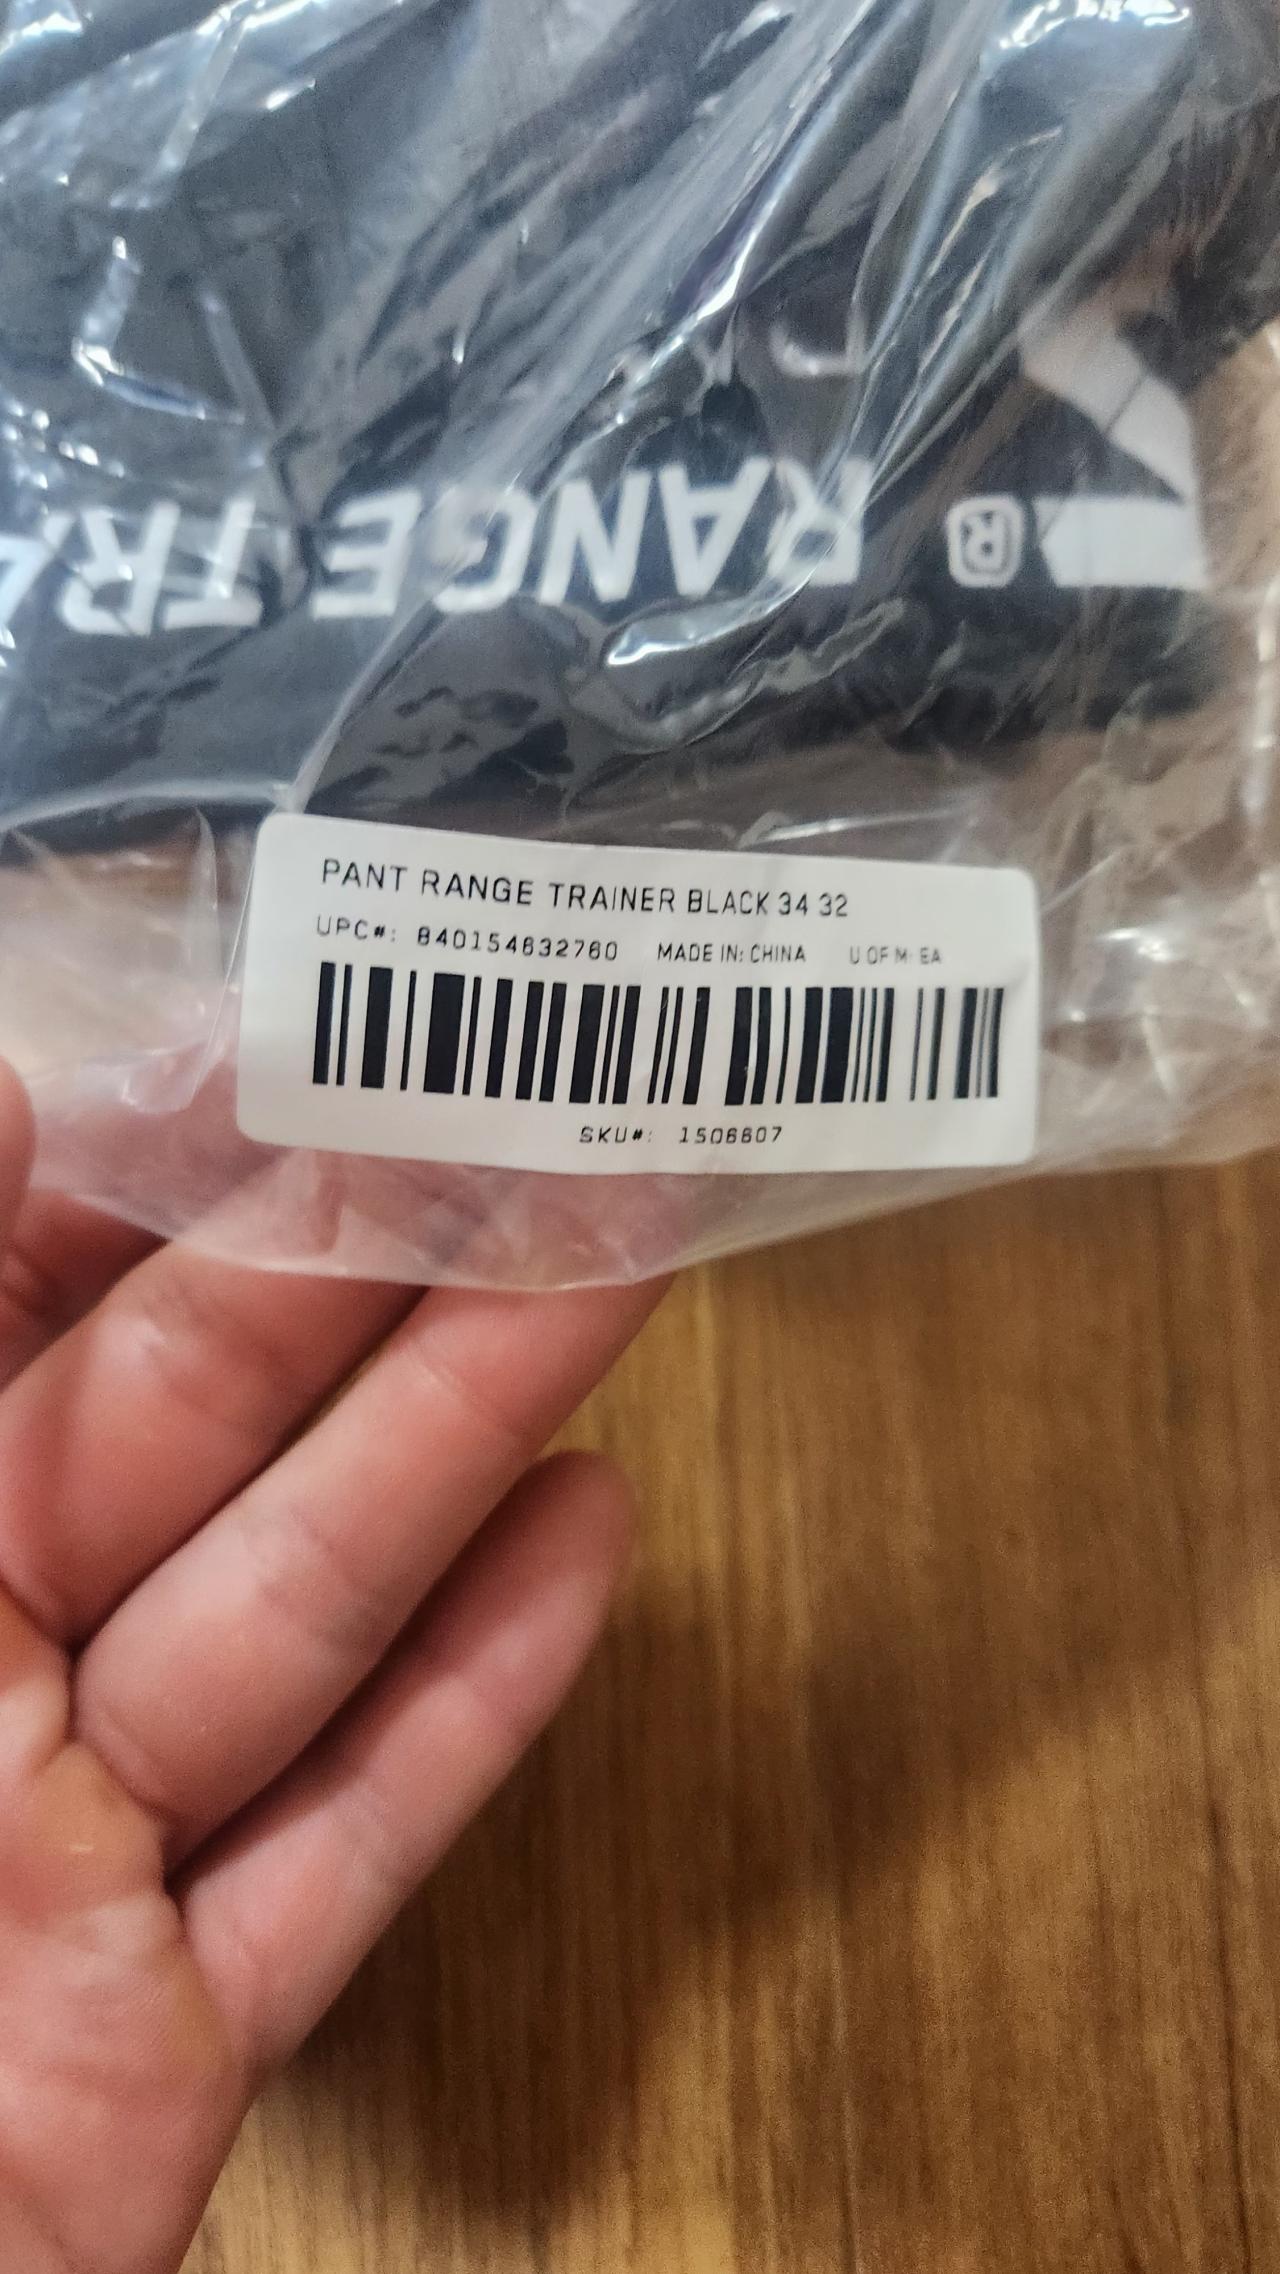 ® RANGE TRA
PANT RANGE TRAINER BLACK 34 32
UPC#: 840154632760 MADE IN: CHINA U OF M: EA
SKU#: 1506607